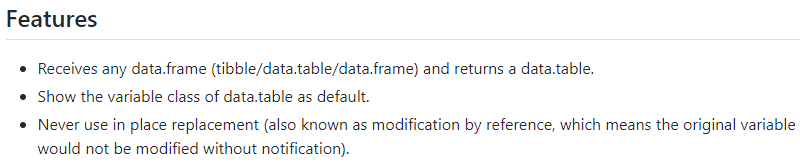 Features
• Receives any data.frame (tibble/data.table/data.frame) and returns a data.table.
• Show the variable class of data.table as default.
• Never use in place replacement (also known as modification by reference, which means the original variable
would not be modified without notification).